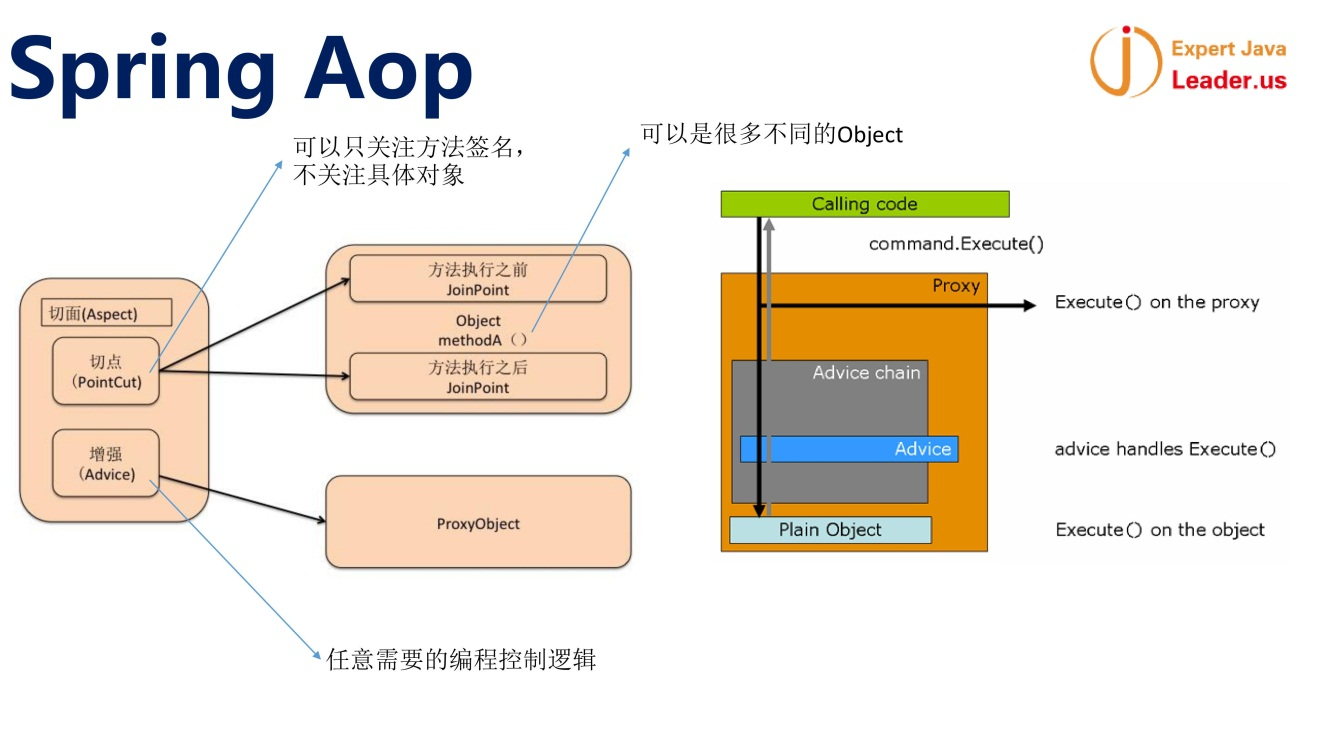 Spring Aop
Expert Java
Leader.us
可以只关注方法签名，
不关注具体对象
可以是很多不同的Object
切面(Aspect)
切点
（PointCut)
增强
（Advice)
方法执行之前
JoinPoint
Object
methodA（）
方法执行之后
JoinPoint
ProxyObject
任意需要的编程控制逻辑
Calling code
command.Execute()
Proxy
Execute() on the proxy
Advice chain
Advice
advice handles Execute()
Plain Object
Execute() on the object